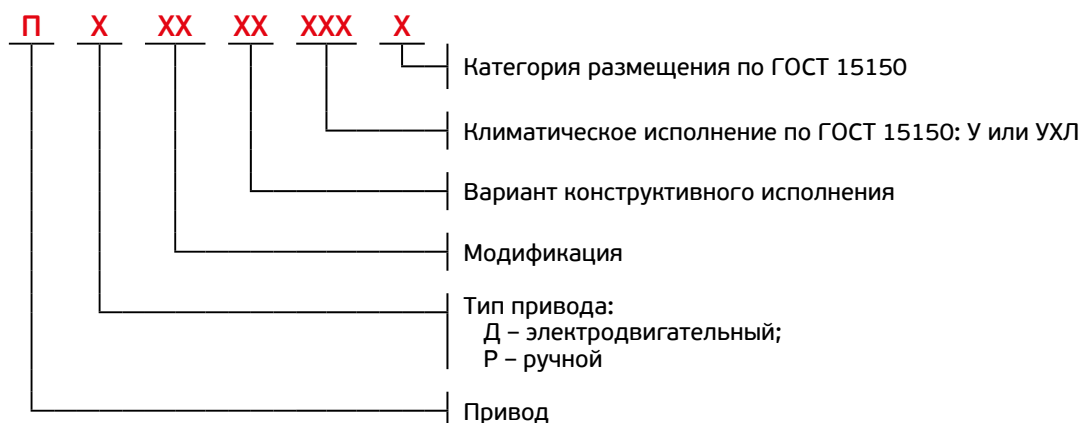 П Х ХХ ХХ ХХХ Х
Категория размещения по ГОСТ 15150
Климатическое исполнение по ГОСТ 15150: У или УХЛ
Вариант конструктивного исполнения
Модификация
Тип привода:
Д – электродвигательный;
Р – ручной
Привод